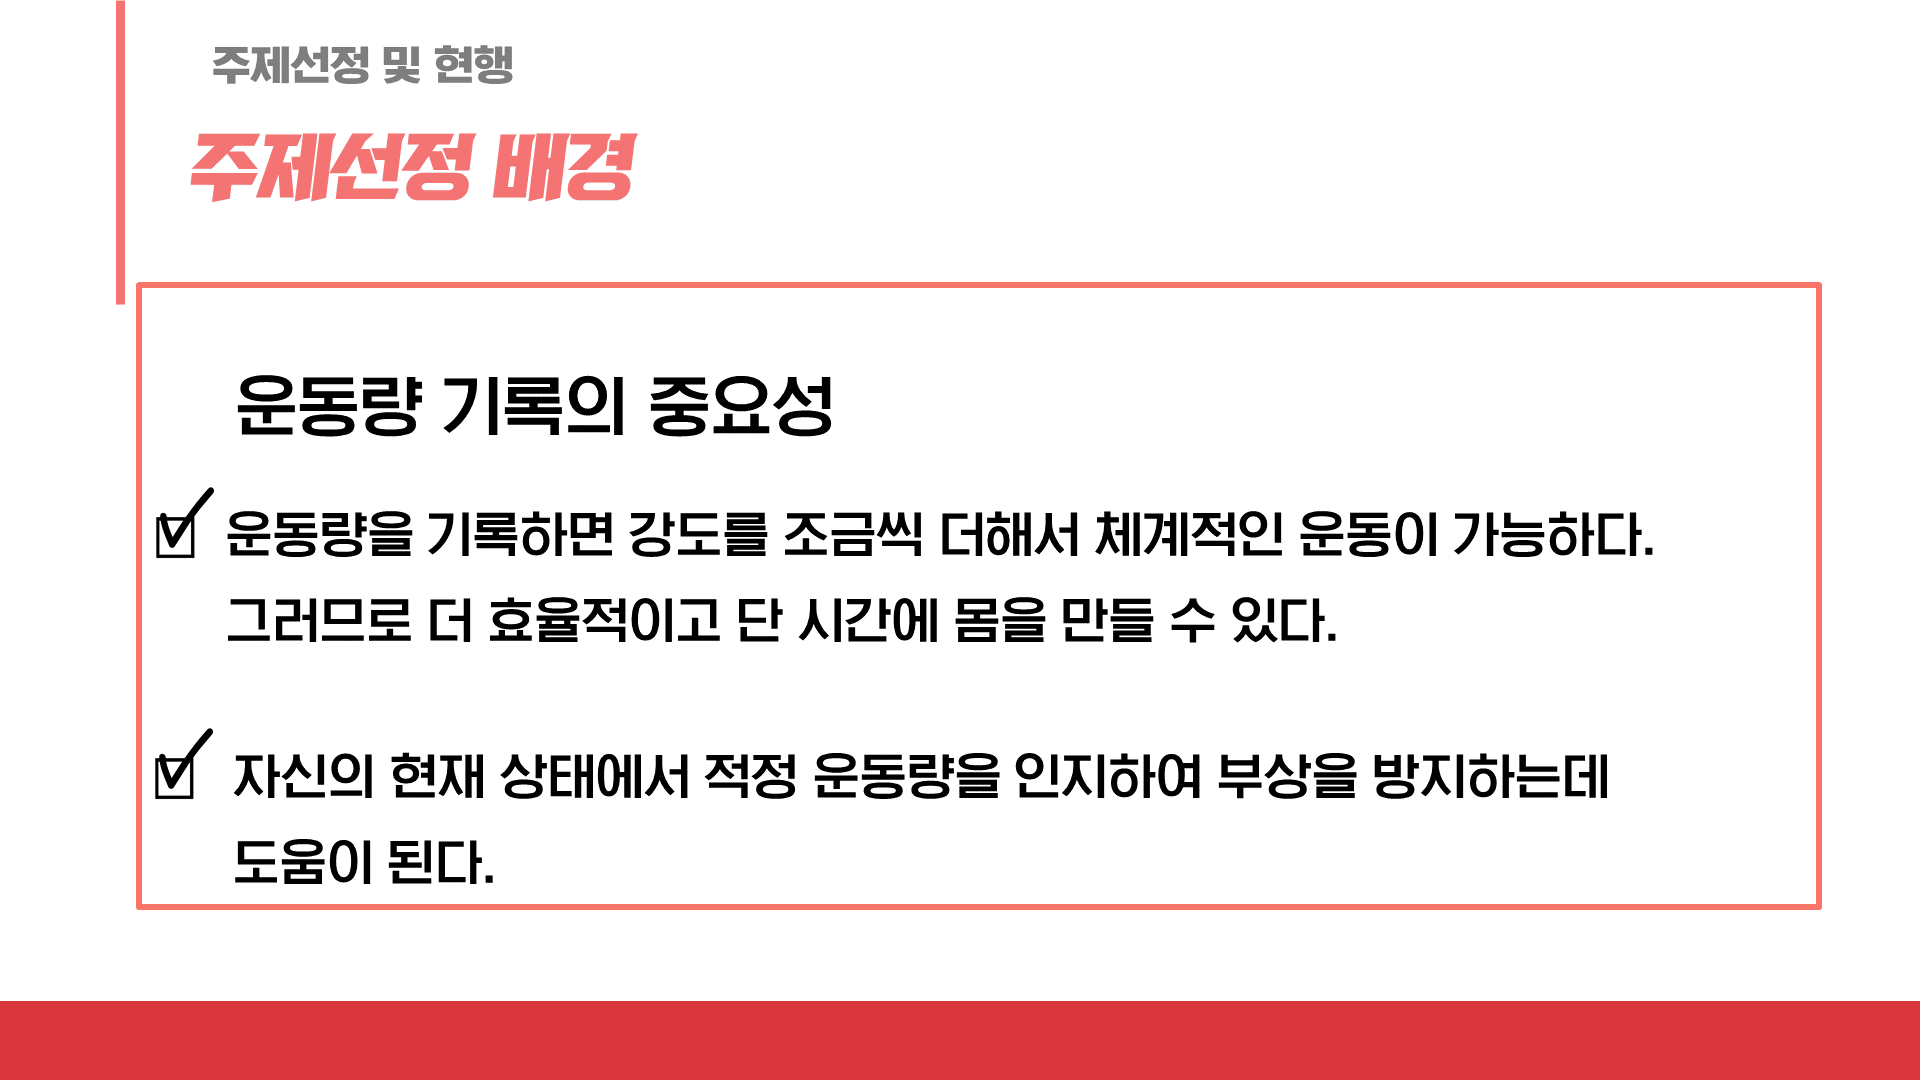 주제선정 및 현행
주제선정 배경
운동량 기록의 중요성
운동량을 기록하면 강도를 조금씩 더해서 체계적인 운동이 가능하다.
그러므로 더 효율적이고 단 시간에 몸을 만들 수 있다.
자신의 현재 상태에서 적정 운동량을 인지하여 부상을 방지하는데
도움이 된다.